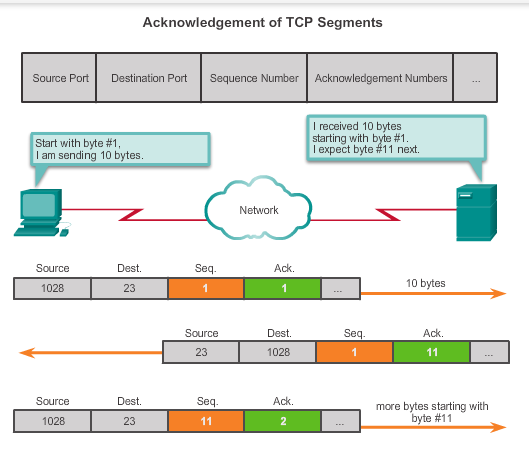 Acknowledgement of TCP Segments
Source Port Destination Port Sequence Number Acknowledgement Numbers ...
Start with byte #1,
I am sending 10 bytes.
I received 10 bytes
starting with byte #1.
I expect byte #11 next.
Network
Source Dest. Seq. Ack.
1028 23 1 1 ...
10 bytes
Source Dest. Seq. Ack.
23 1028 1 11 ...
Source Dest. Seq. Ack.
1028 23 11 2 ...
more bytes starting with
byte #11